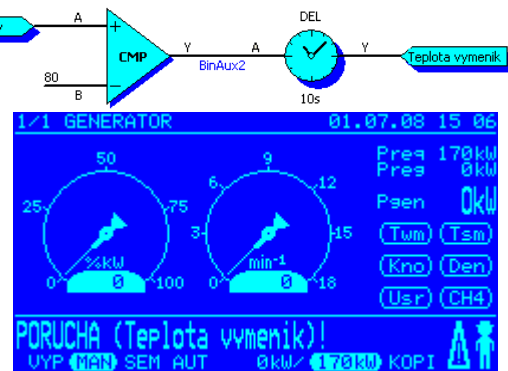 DEL
A
+
CMP
Y
BinAux2
A
Y
Teplota vymenik
80
B
-
10s
1/1 GENERATOR 01.07.08 15 06
50
25
75
%kW
0
0
100
9
6
12
3
15
min-1
0
0
18
Preq 170kW
Preg 0kW
Pgen 0kW
Twm Tsm
Kno Den
Usr CH4
PORUCHA (Teplota vymenik)!
VYP MAN SEM AUT 0kW/ 170kW KOPI